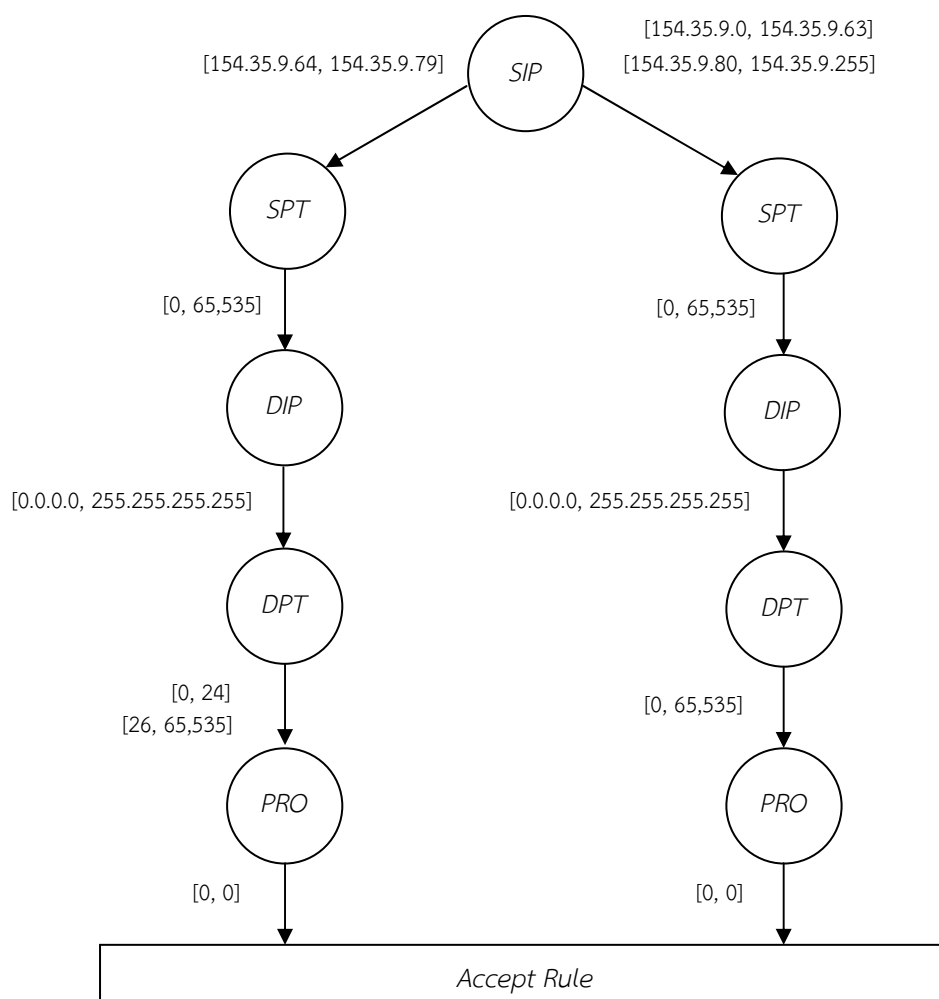 [154.35.9.0, 154.35.9.63]
[154.35.9.64, 154.35.9.79]
SIP
[154.35.9.80, 154.35.9.255]
SPT
SPT
[0, 65,535]
[0, 65,535]
DIP
DIP
[0.0.0.0, 255.255.255.255]
[0.0.0.0, 255.255.255.255]
DPT
DPT
[0, 24]
[26, 65,535]
[0, 65,535]
PRO
PRO
[0, 0]
[0, 0]
Accept Rule